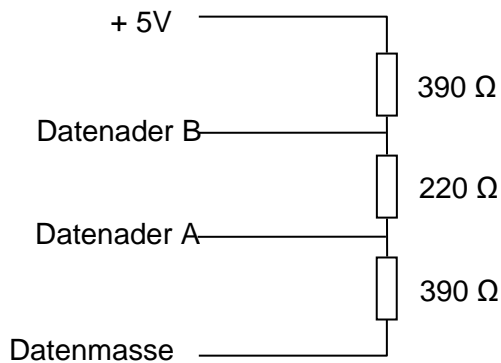 + 5V
390 Ω
Datenader B
220 Ω
Datenader A
390 Ω
Datenmasse